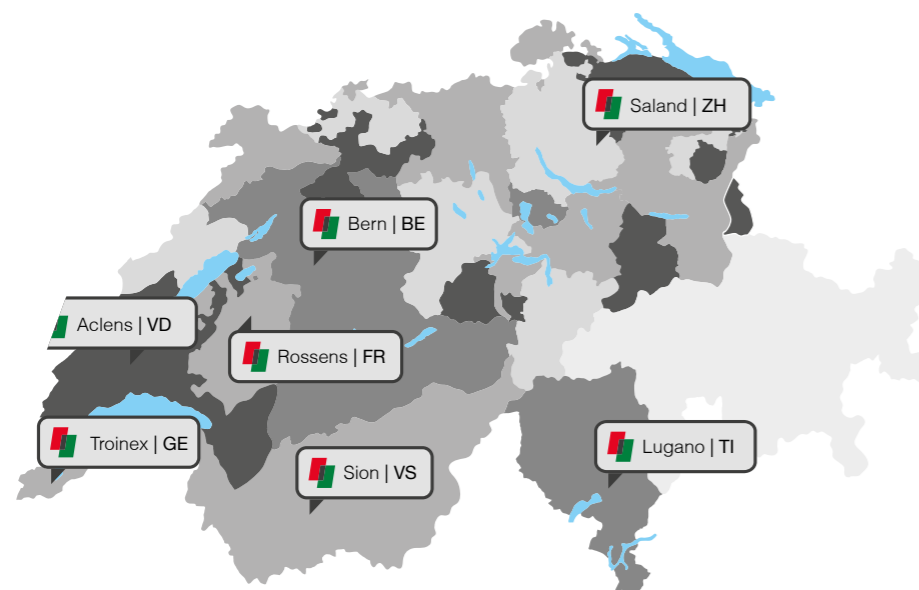 Saland | ZH
Bern | BE
Aclens | VD
Rossens | FR
Troinex | GE
Lugano | TI
Sion | VS